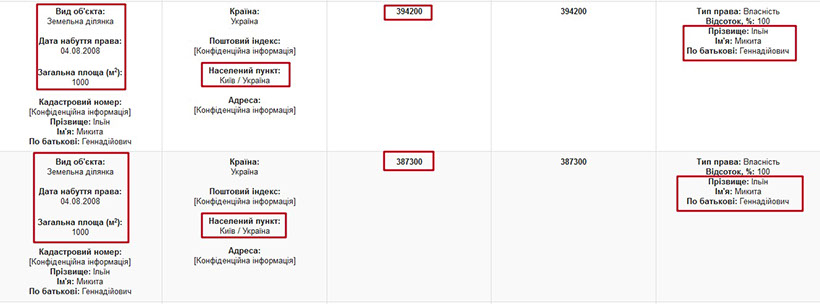 Вид об'єкта:
Земельна ділянка
Дата набуття права:
04.08.2008
Загальна площа (м²):
1000
Кадастровий номер:
[Конфіденційна інформація]
Прізвище: Ільїн
Ім'я: Микита
По батькові: Геннадійович
Країна:
Україна
Поштовий індекс:
[Конфіденційна інформація]
Населений пункт:
Київ / Україна
Адреса:
[Конфіденційна інформація]
394200
394200
Тип права: Власність
Відсоток, %: 100
Прізвище: Ільїн
Ім'я: Микита
По батькові: Геннадійович
Вид об'єкта:
Земельна ділянка
Дата набуття права:
04.08.2008
Загальна площа (м²):
1000
Кадастровий номер:
[Конфіденційна інформація]
Прізвище: Ільїн
Ім'я: Микита
По батькові: Геннадійович
Країна:
Україна
Поштовий індекс:
[Конфіденційна інформація]
Населений пункт:
Київ / Україна
Адреса:
[Конфіденційна інформація]
387300
387300
Тип права: Власність
Відсоток, %: 100
Прізвище: Ільїн
Ім'я: Микита
По батькові: Геннадійович